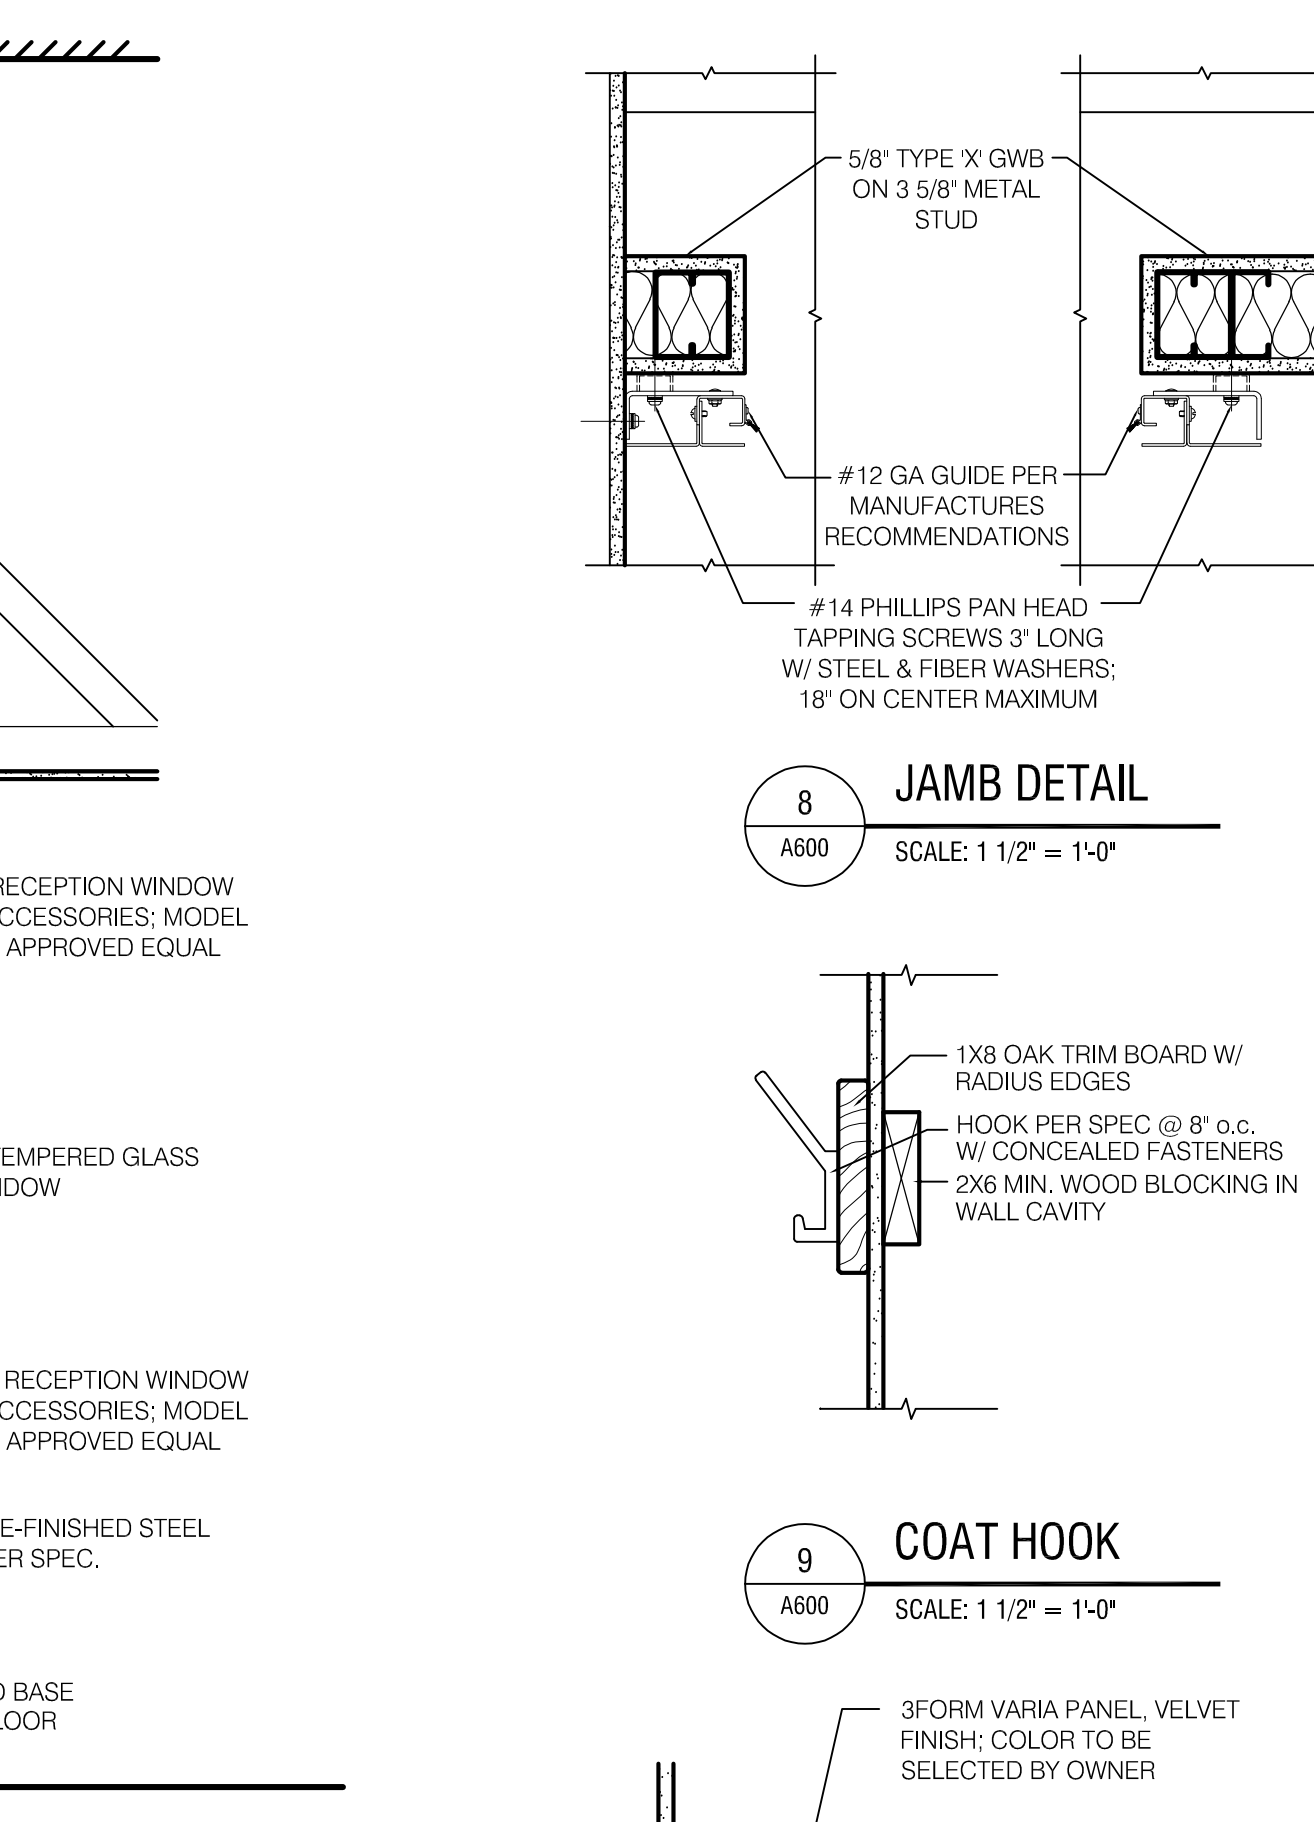 5/8" TYPE 'X' GWB
ON 3 5/8" METAL
STUD
#12 GA GUIDE PER
MANUFACTURES
RECOMMENDATIONS
#14 PHILLIPS PAN HEAD
TAPPING SCREWS 3" LONG
W/ STEEL & FIBER WASHERS;
18" ON CENTER MAXIMUM
8
A600
JAMB DETAIL
SCALE: 1 1/2" = 1'-0"
RECEPTION WINDOW
CCESSORIES; MODEL
APPROVED EQUAL
1X8 OAK TRIM BOARD W/
RADIUS EDGES
HOOK PER SPEC @ 8" o.c.
W/ CONCEALED FASTENERS
2X6 MIN. WOOD BLOCKING IN
WALL CAVITY
TEMPERED GLASS
NDOW
RECEPTION WINDOW
CCESSORIES; MODEL
APPROVED EQUAL
E-FINISHED STEEL
ER SPEC.
9
A600
COAT HOOK
SCALE: 1 1/2" = 1'-0"
BASE
LOOR
3FORM VARIA PANEL, VELVET
FINISH; COLOR TO BE
SELECTED BY OWNER